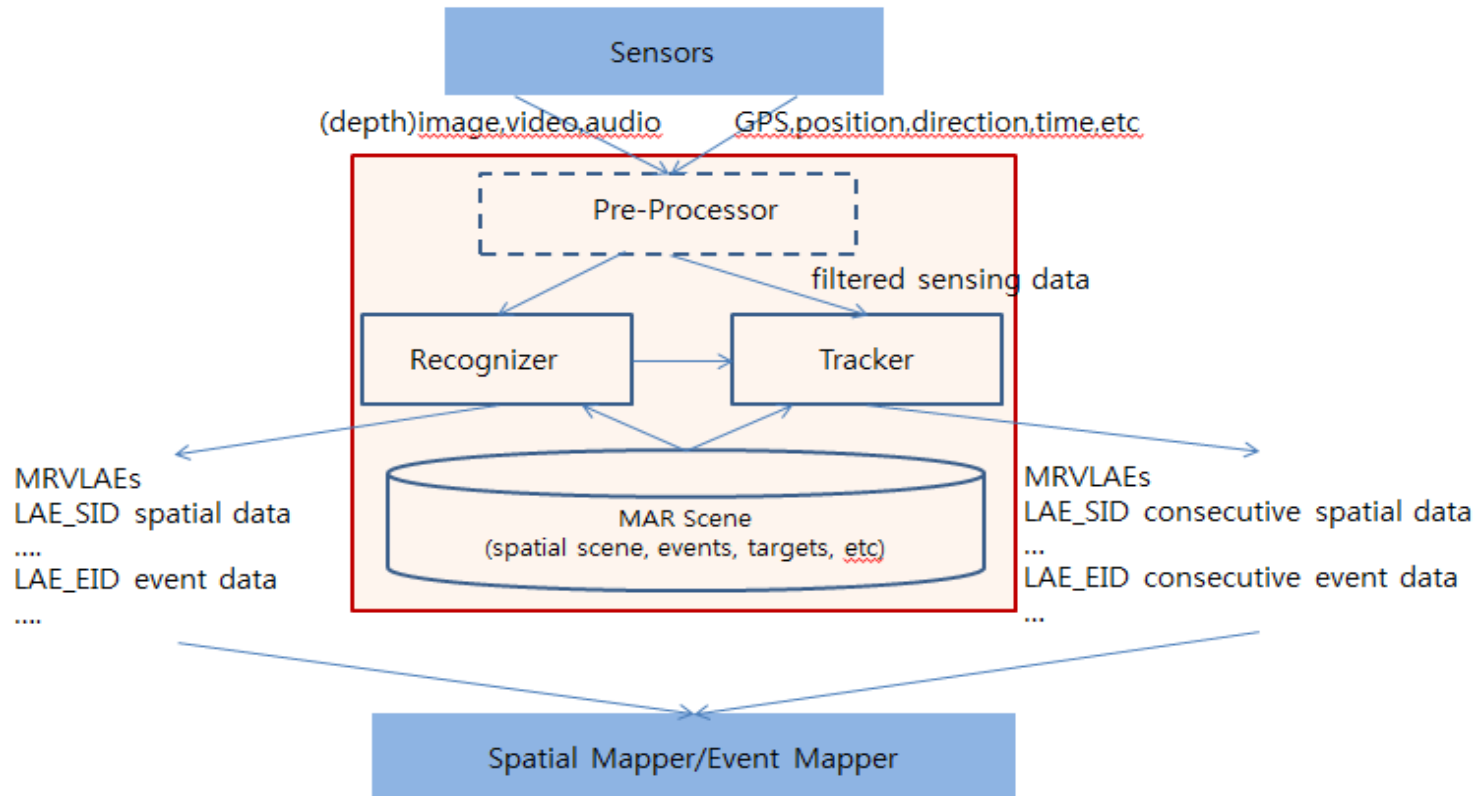 Sensors
(depth)image,video,audio
GPS,position,direction,time,etc
Pre-Processor
filtered sensing data
Recognizer
Tracker
MRVLAEs
LAE_SID spatial data
....
LAE_EID event data
....
MAR Scene
(spatial scene, events, targets, etc)
MRVLAEs
LAE_SID consecutive spatial data
...
LAE_EID consecutive event data
...
Spatial Mapper/Event Mapper